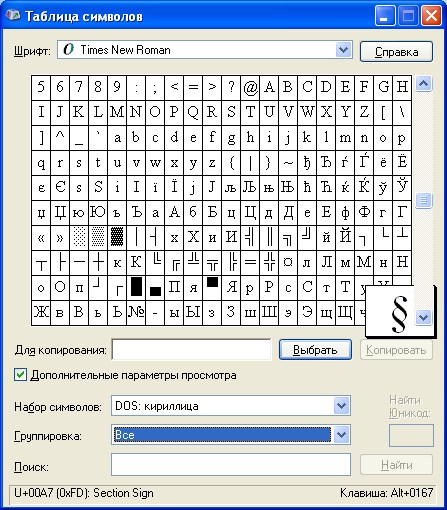 Таблица символов
Шрифт: O Times New Roman Справка
5 6 7 8 9 : ; < = > ? @ A B C D E F G H
I J K L M N O P Q R S T U V W X Y Z [ \
] ^ _ ` a b c d e f g h i j k l m n o p
q r s t u v w x y z { | } ~ ђ Ђ ѓ Ѓ ё Ё
є Є ѕ Ѕ і І ї Ї ј Ј љ Љ њ Њ ћ Ћ ќ Ќ ў Ў
џ Џ ю Ю ъ Ъ а А б Б ц Ц д Д е Е ф Ф г Г
« » ░ ▒ ▓ │ ┤ х Х и И ╣ ║ ╗ ╝ й Й ┐ └ ┴
┬ ├ ─ ┼ к К ╚ ╔ ╩ ╦ ╠ ═ ╬ ¤ л Л м М н Н
о О п ┘ ┌ █ ▄ П я ▀ Я р Р с С т Т у
Ж в В ь Ь № - ы Ы з З ш Ш э Э щ Щ §
Для копирования: Выбрать Копировать
Дополнительные параметры просмотра
Набор символов: DOS: кириллица Найти Юникод:
Группировка: Все
Поиск: Найти
U+00A7 (0xFD): Section Sign Клавиша: Alt+0167